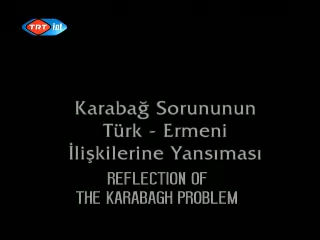 TRT int
Karabağ Sorununun
Türk - Ermeni
İlişkilerine Yansıması
REFLECTION OF
THE KARABAGH PROBLEM